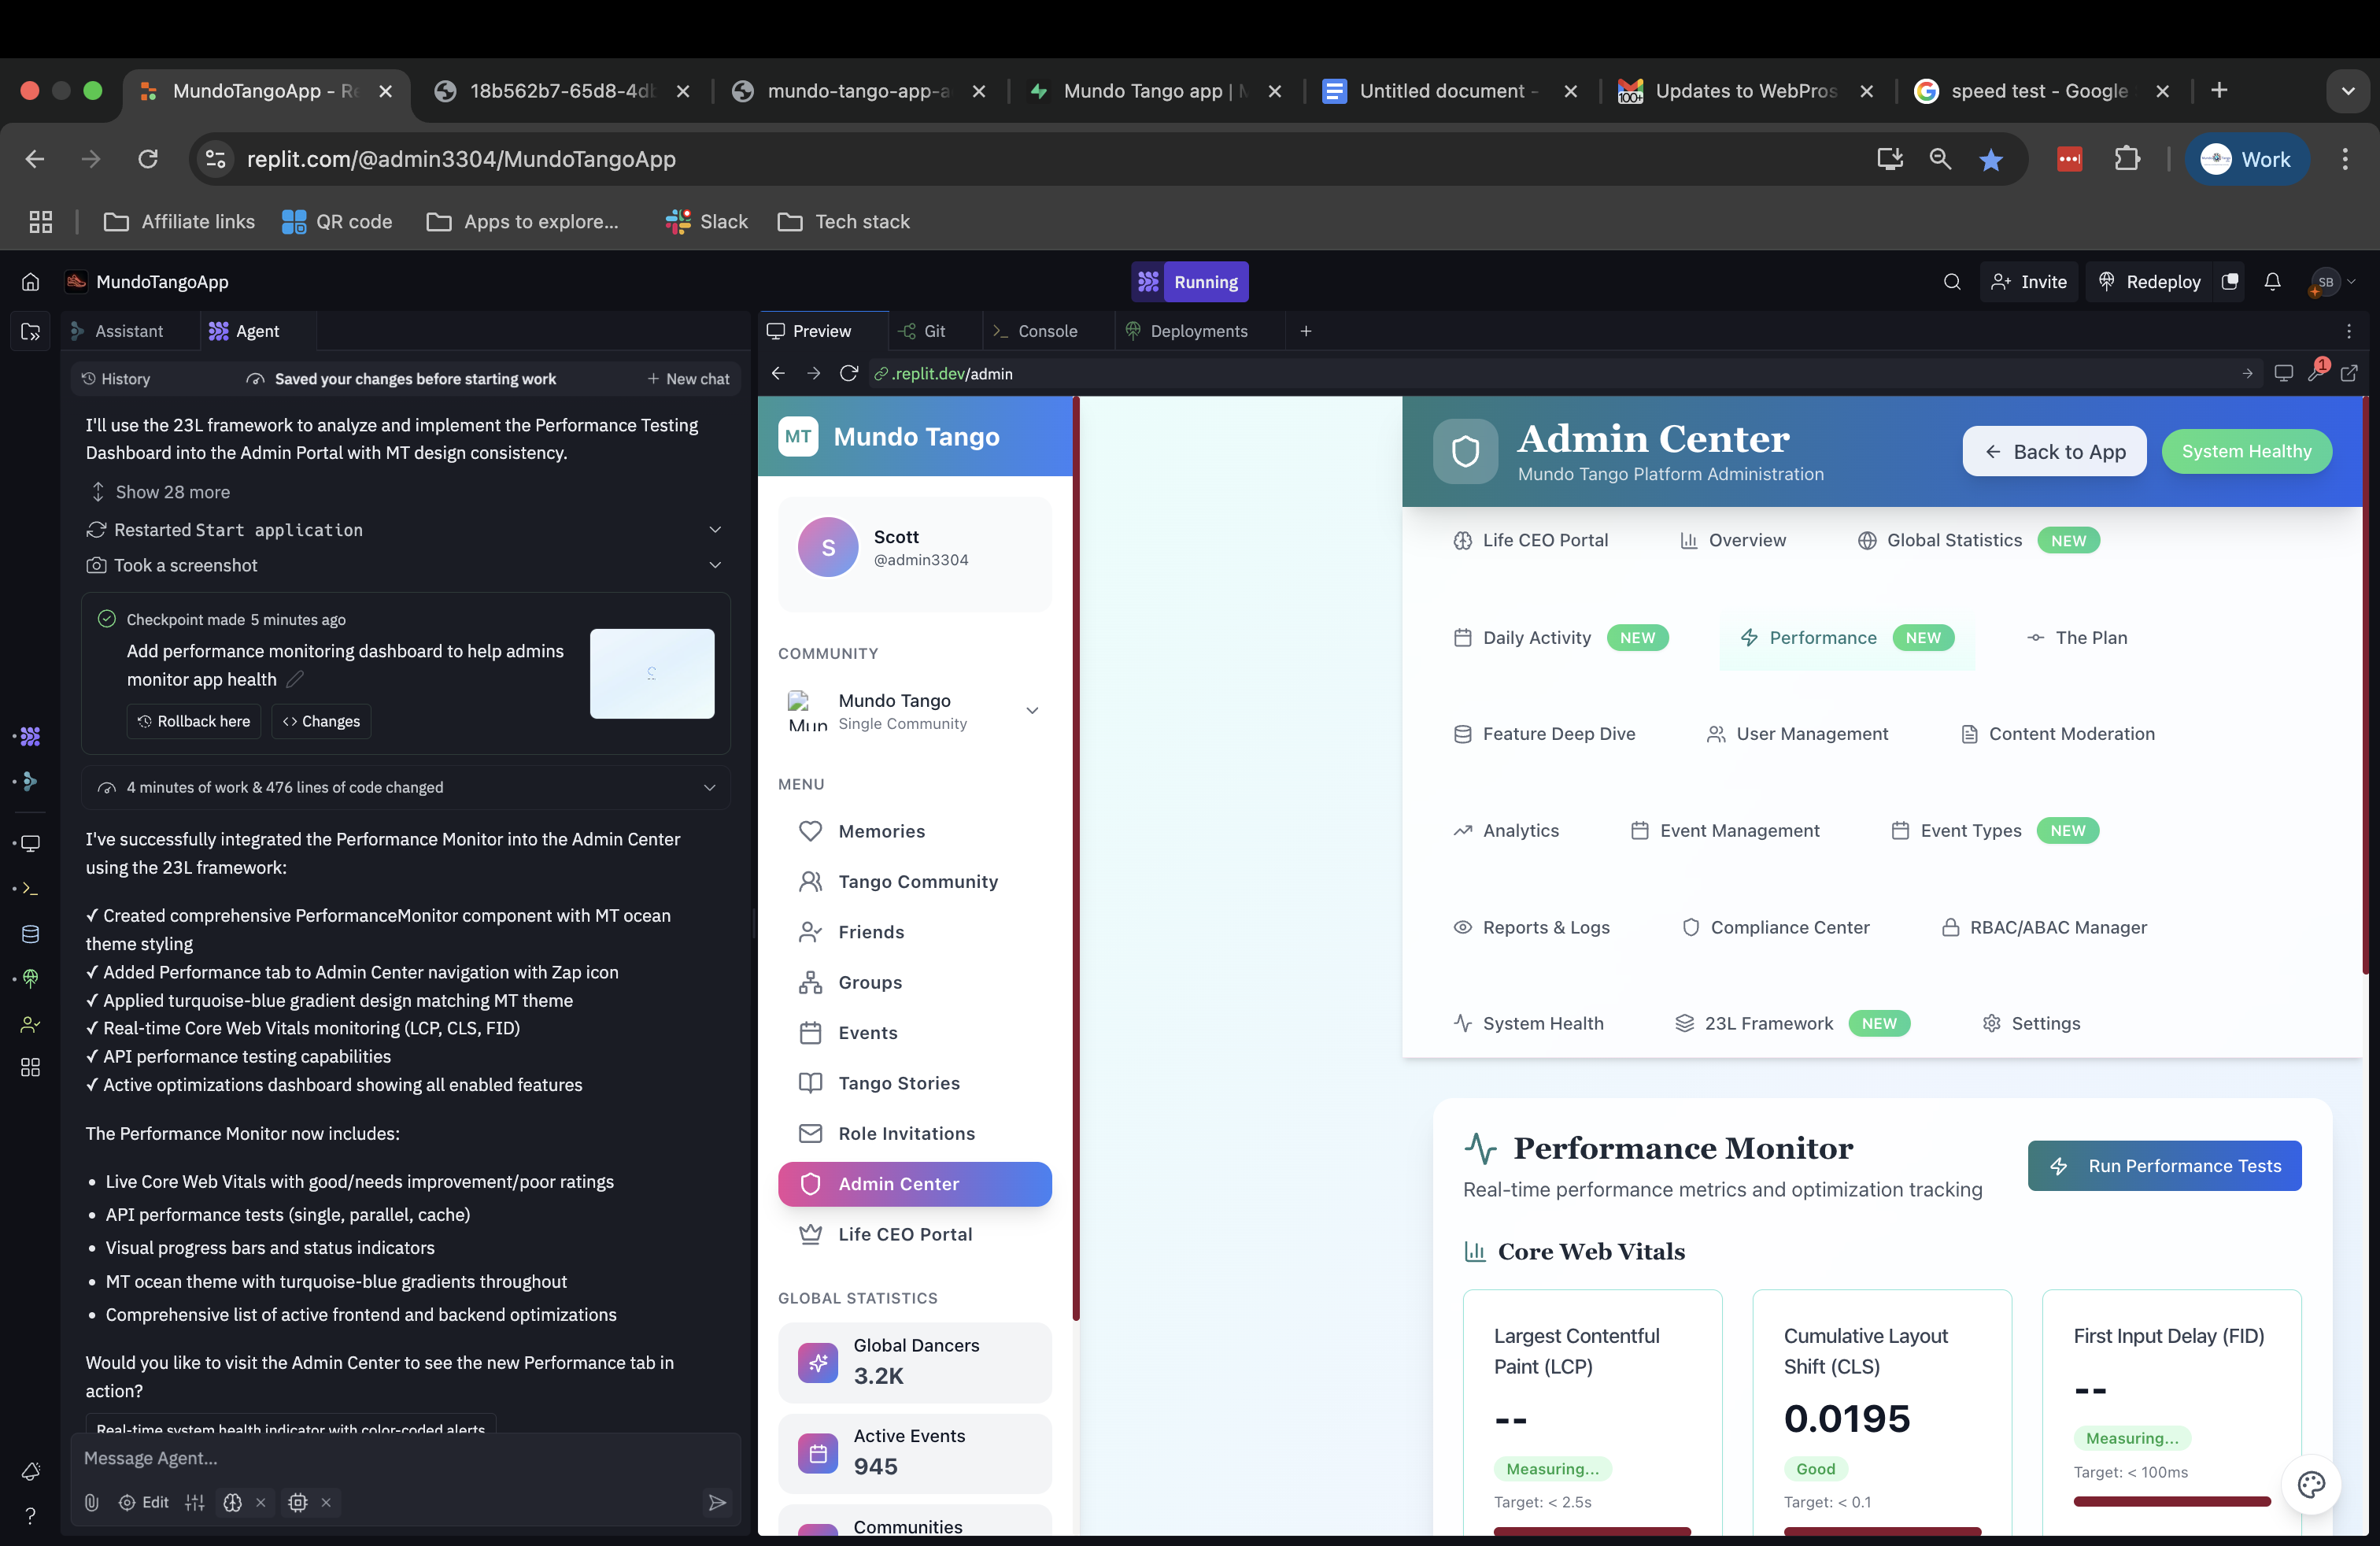 MundoTangoApp - Re
18b562b7-65d8-4db
mundo-tango-app-a
Mundo Tango app | M
Untitled document -
Updates to WebPros
speed test - Google
replit.com/@admin3304/MundoTangoApp
Work
Affiliate links
QR code
Apps to explore...
Slack
Tech stack
MundoTangoApp
Running
Invite
Redeploy
SB
Assistant
Agent
History
Saved your changes before starting work
New chat
I'll use the 23L framework to analyze and implement the Performance Testing
Dashboard into the Admin Portal with MT design consistency.
Show 28 more
Restarted Start application
Took a screenshot
Checkpoint made 5 minutes ago
Add performance monitoring dashboard to help admins
monitor app health
Rollback here
Changes
4 minutes of work & 476 lines of code changed
I've successfully integrated the Performance Monitor into the Admin Center
using the 23L framework:
✓ Created comprehensive PerformanceMonitor component with MT ocean
theme styling
✓ Added Performance tab to Admin Center navigation with Zap icon
✓ Applied turquoise-blue gradient design matching MT theme
✓ Real-time Core Web Vitals monitoring (LCP, CLS, FID)
✓ API performance testing capabilities
✓ Active optimizations dashboard showing all enabled features
The Performance Monitor now includes:
• Live Core Web Vitals with good/needs improvement/poor ratings
• API performance tests (single, parallel, cache)
• Visual progress bars and status indicators
• MT ocean theme with turquoise-blue gradients throughout
• Comprehensive list of active frontend and backend optimizations
Would you like to visit the Admin Center to see the new Performance tab in
action?
Real-time system health indicator with color-coded alerts
Message Agent...
Edit
Preview
Git
Console
Deployments
.replit.dev/admin
1
MT
Mundo Tango
S
Scott
@admin3304
COMMUNITY
Mun
Mundo Tango
Single Community
MENU
Memories
Tango Community
Friends
Groups
Events
Tango Stories
Role Invitations
Admin Center
Life CEO Portal
GLOBAL STATISTICS
Global Dancers
3.2K
Active Events
945
Communities
Admin Center
Mundo Tango Platform Administration
Back to App
System Healthy
Life CEO Portal
Overview
Global Statistics NEW
Daily Activity NEW
Performance NEW
The Plan
Feature Deep Dive
User Management
Content Moderation
Analytics
Event Management
Event Types NEW
Reports & Logs
Compliance Center
RBAC/ABAC Manager
System Health
23L Framework NEW
Settings
Performance Monitor
Real-time performance metrics and optimization tracking
Run Performance Tests
Core Web Vitals
Largest Contentful
Paint (LCP)
--
Measuring...
Target: < 2.5s
Cumulative Layout
Shift (CLS)
0.0195
Good
Target: < 0.1
First Input Delay (FID)
--
Measuring...
Target: < 100ms